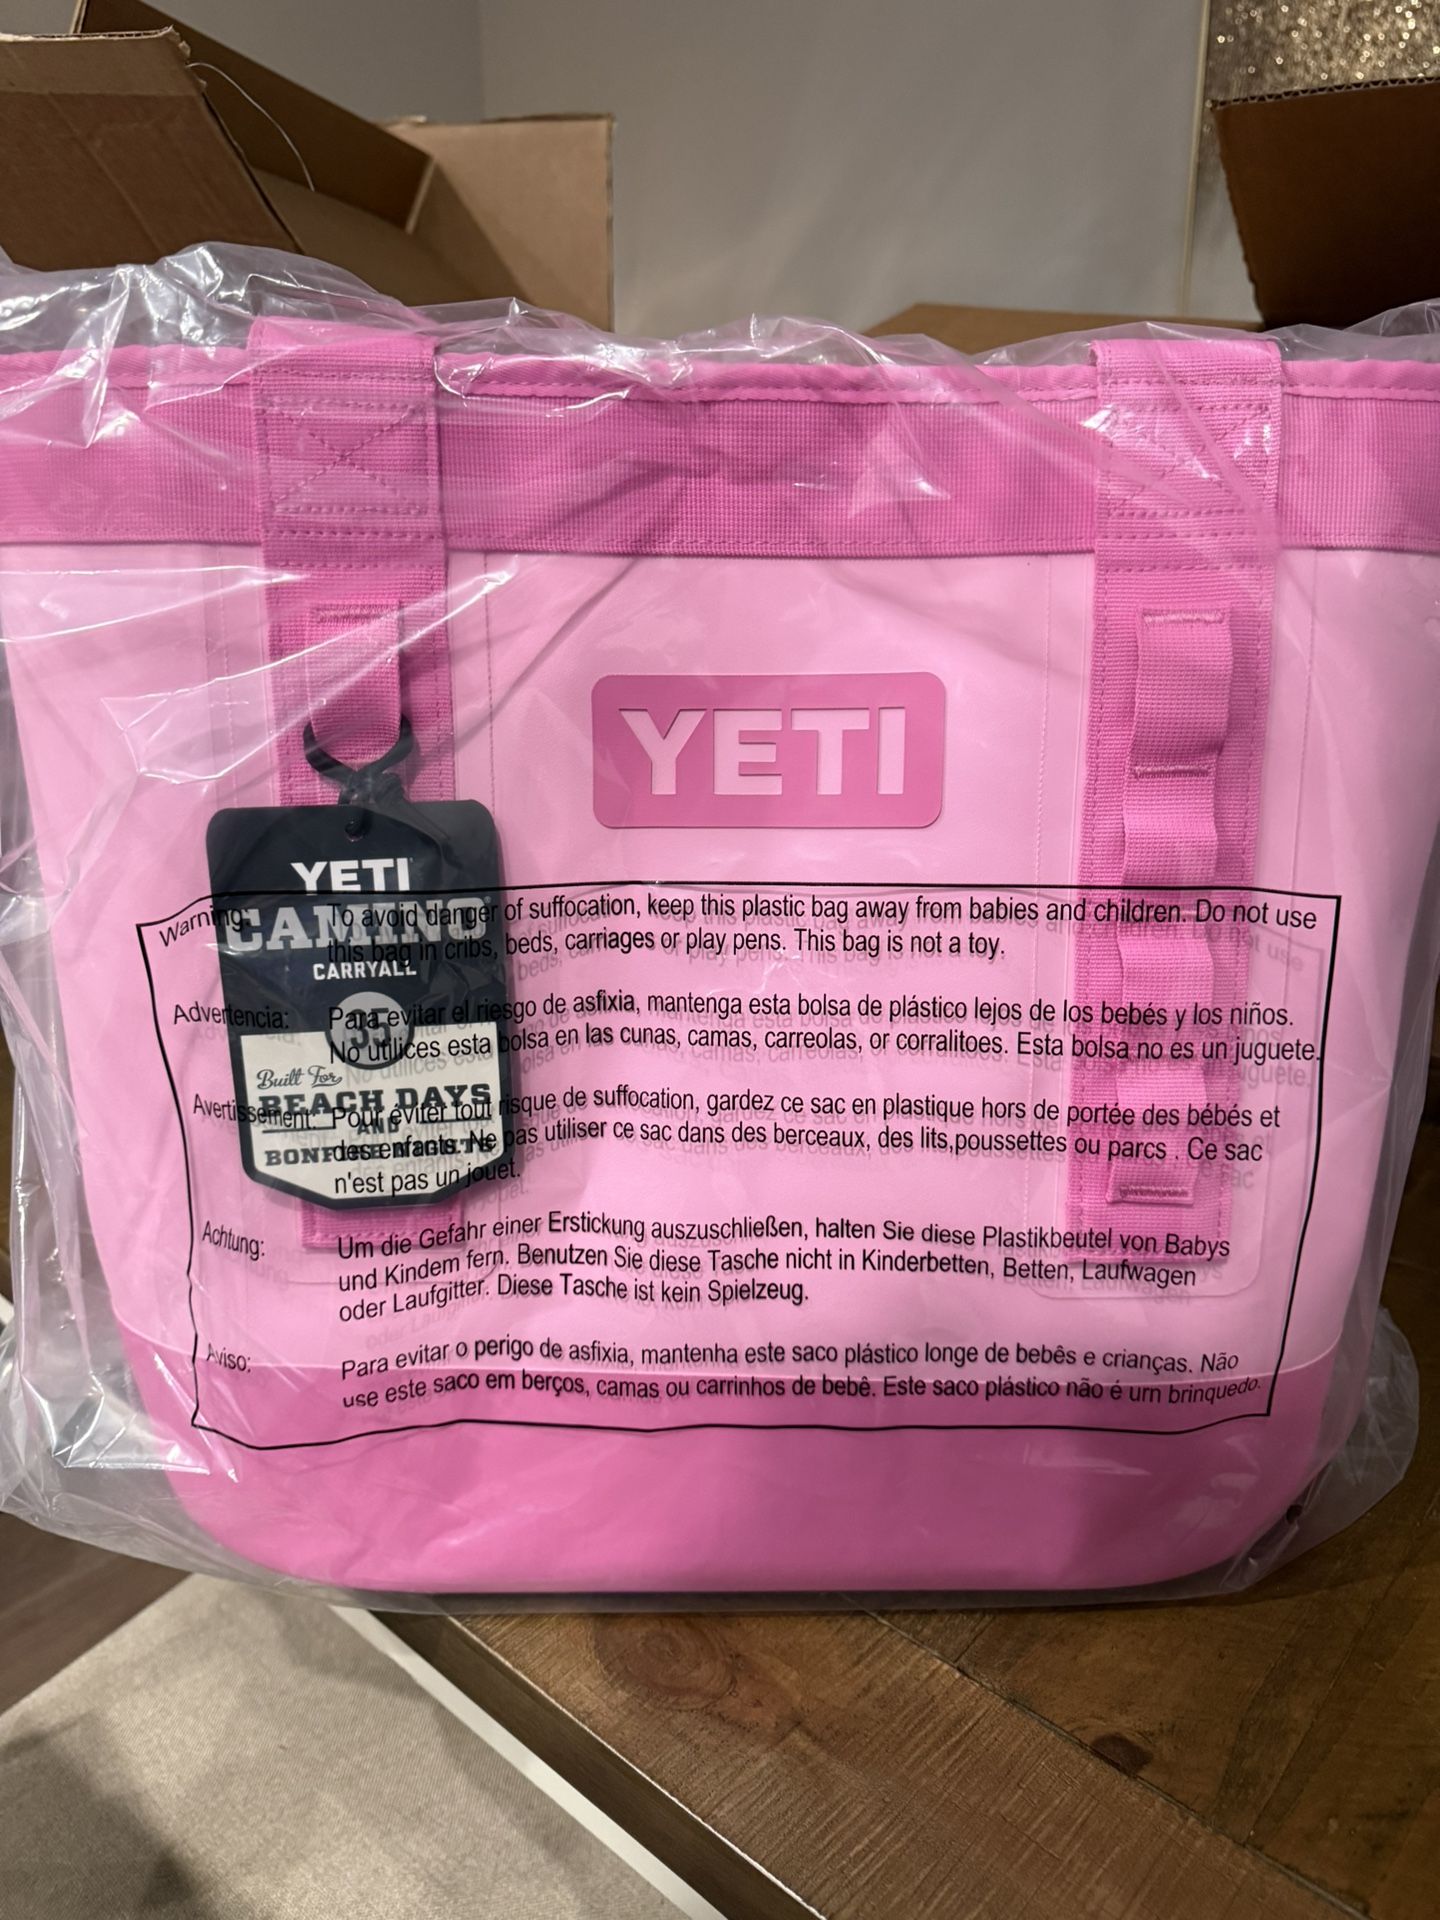 YETI
YETI
CAMINO
CARRYALL
35
Built For
BEACH DAYS
AND
BONFIRE NIGHTS
Warning: To avoid danger of suffocation, keep this plastic bag away from babies and children. Do not use
this bag in cribs, beds, carriages or play pens. This bag is not a toy.
Advertencia: Para evitar el riesgo de asfixia, mantenga esta bolsa de plástico lejos de los bebés y los niños.
No utilices esta bolsa en las cunas, camas, carreolas, or corralitoes. Esta bolsa no es un juguete.
Avertissement: Pour éviter tout risque de suffocation, gardez ce sac en plastique hors de portée des bébés et
des enfants. Ne pas utiliser ce sac dans des berceaux, des lits,poussettes ou parcs . Ce sac
n'est pas un jouet.
Achtung: Um die Gefahr einer Erstickung auszuschließen, halten Sie diese Plastikbeutel von Babys
und Kindem fern. Benutzen Sie diese Tasche nicht in Kinderbetten, Betten, Laufwagen
oder Laufgitter. Diese Tasche ist kein Spielzeug.
Aviso: Para evitar o perigo de asfixia, mantenha este saco plástico longe de bebês e crianças. Não
use este saco em berços, camas ou carrinhos de bebê. Este saco plástico não é um brinquedo.